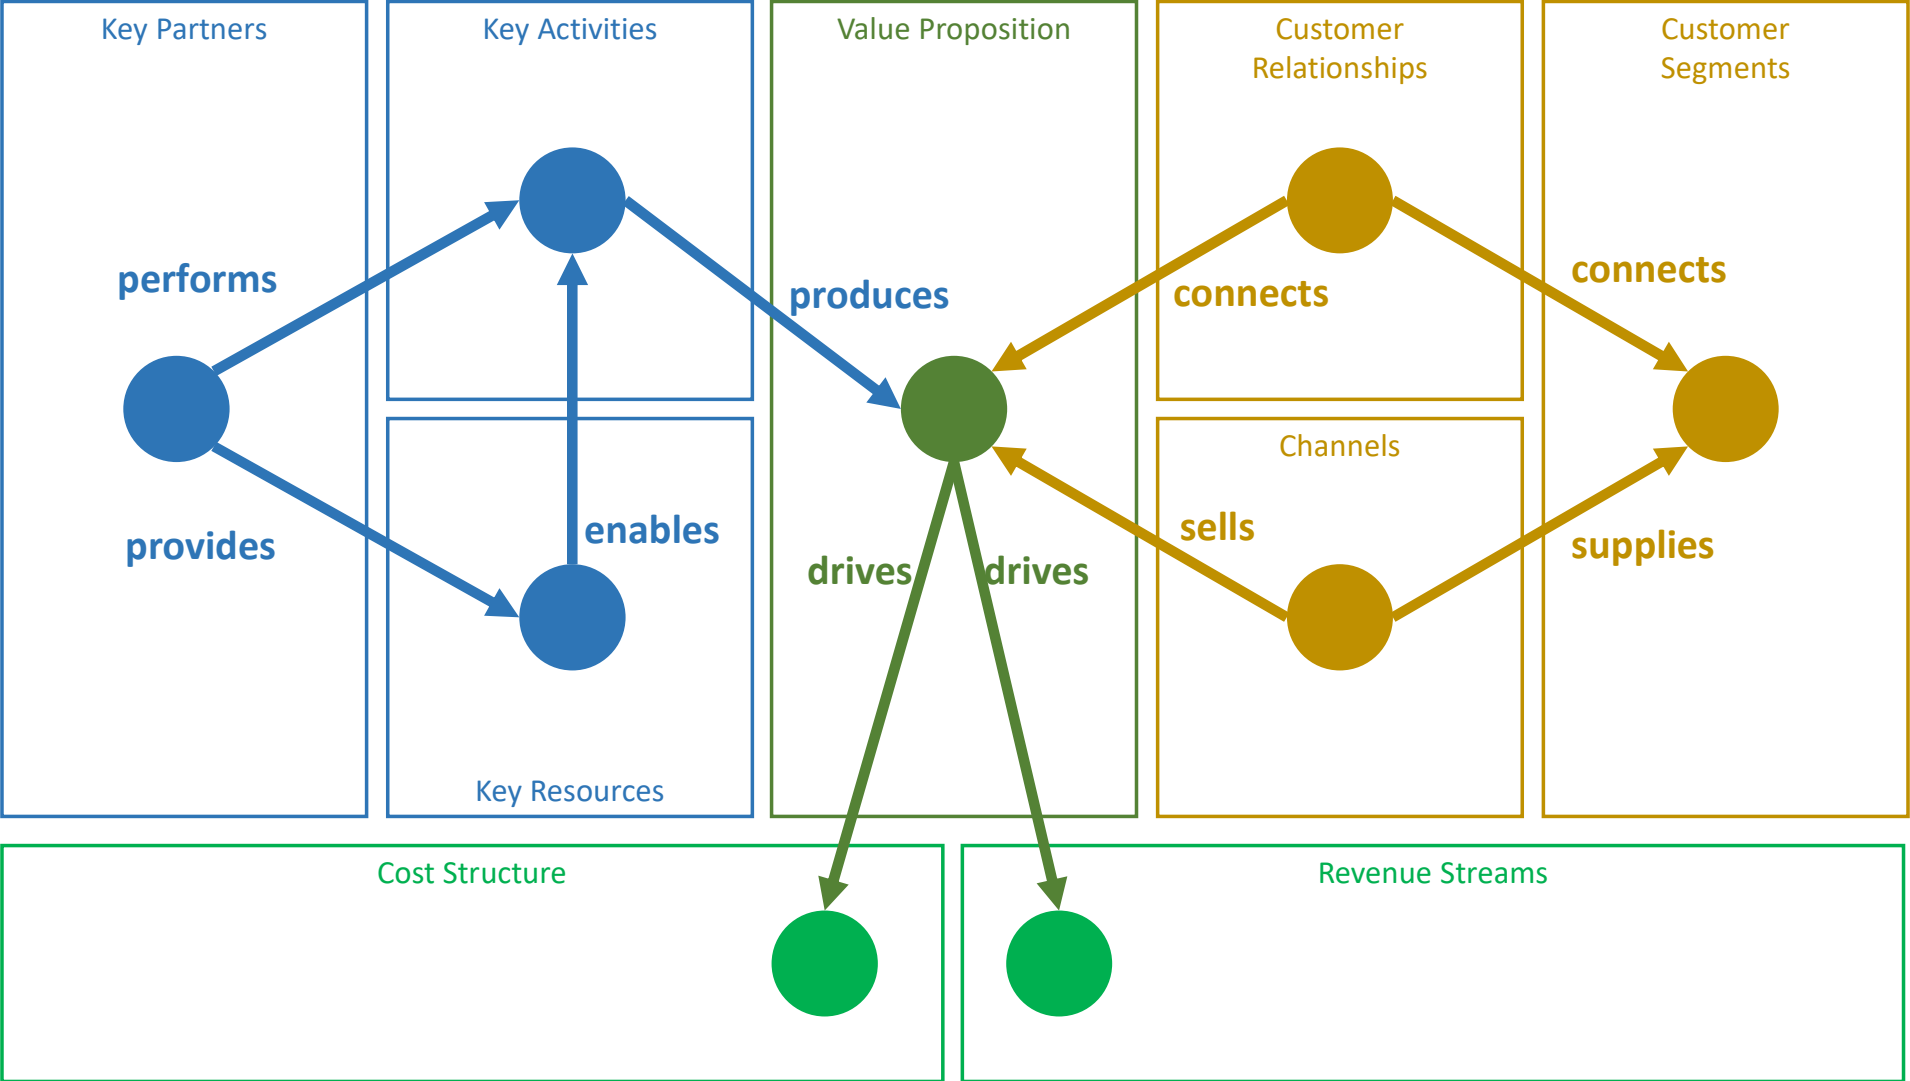 Key Partners
Key Activities
Value Proposition
Customer
Relationships
Customer
Segments
performs
produces
connects
connects
Channels
provides
enables
drives
drives
sells
supplies
Key Resources
Cost Structure
Revenue Streams